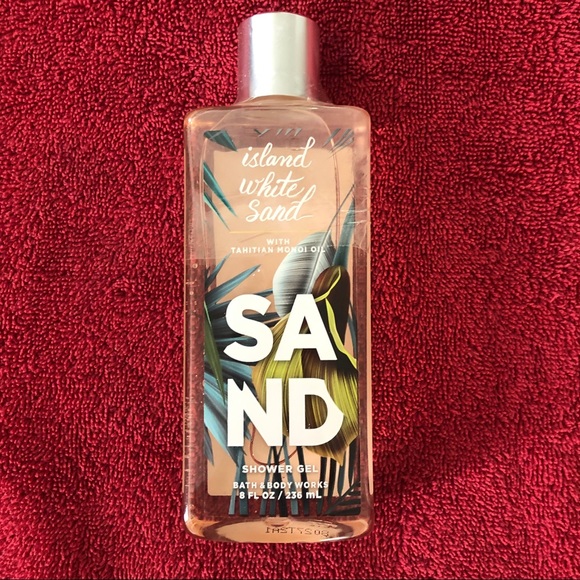 island
white
sand
WITH
TAHITIAN MONOI OIL
SA
ND
SHOWER GEL
BATH & BODY WORKS
8 FL OZ / 236 mL